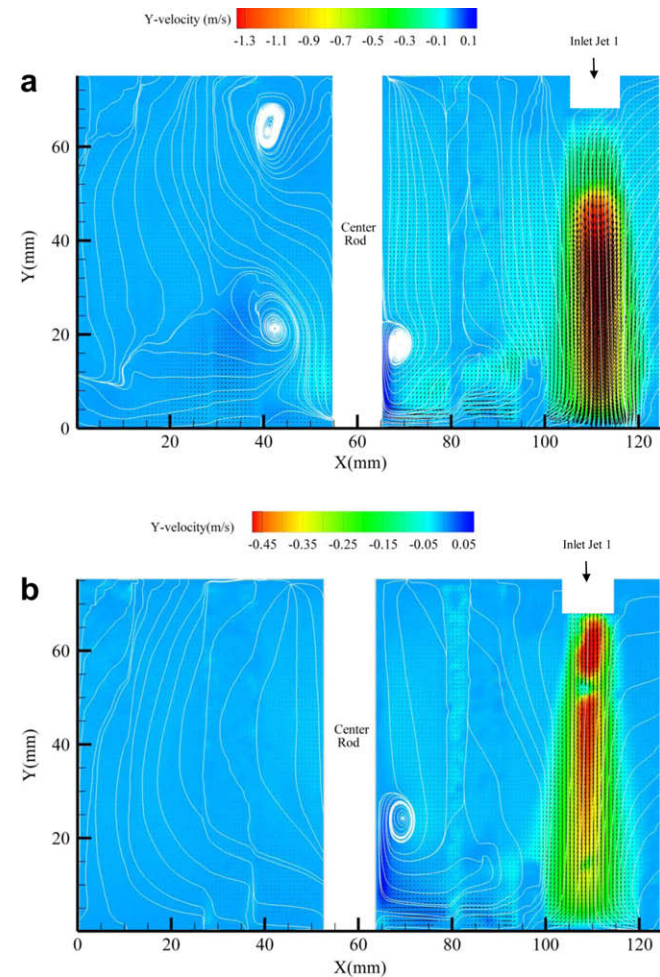 Y-velocity (m/s)
-1.3 -1.1 -0.9 -0.7 -0.5 -0.3 -0.1 0.1
Inlet Jet 1
a
60
40
20
0
Y(mm)
Center
Rod
20 40 60 80 100 120
X(mm)
Y-velocity(m/s)
-0.45 -0.35 -0.25 -0.15 -0.05 0.05
Inlet Jet 1
b
60
40
20
Y(mm)
Center
Rod
0 20 40 60 80 100 120
X(mm)